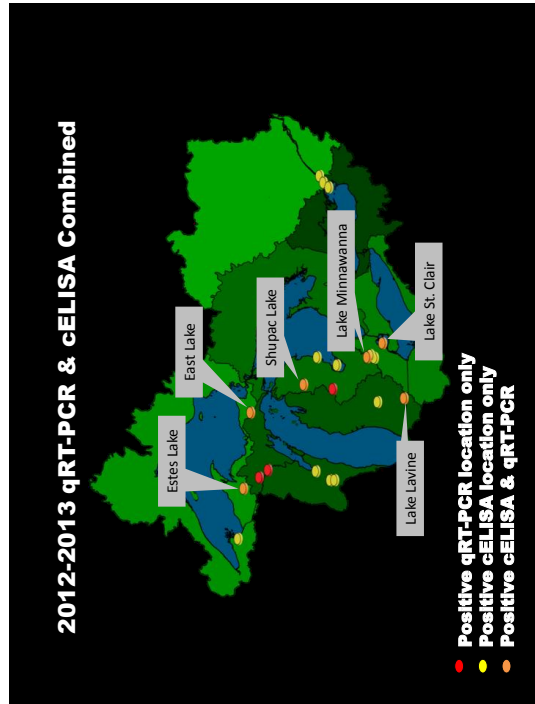 2012-2013 qRT-PCR & cELISA Combined
Estes Lake
East Lake
Shupac Lake
Lake Minnawanna
Lake St. Clair
Lake Lavine
Positive qRT-PCR location only
Positive cELISA location only
Positive cELISA & qRT-PCR